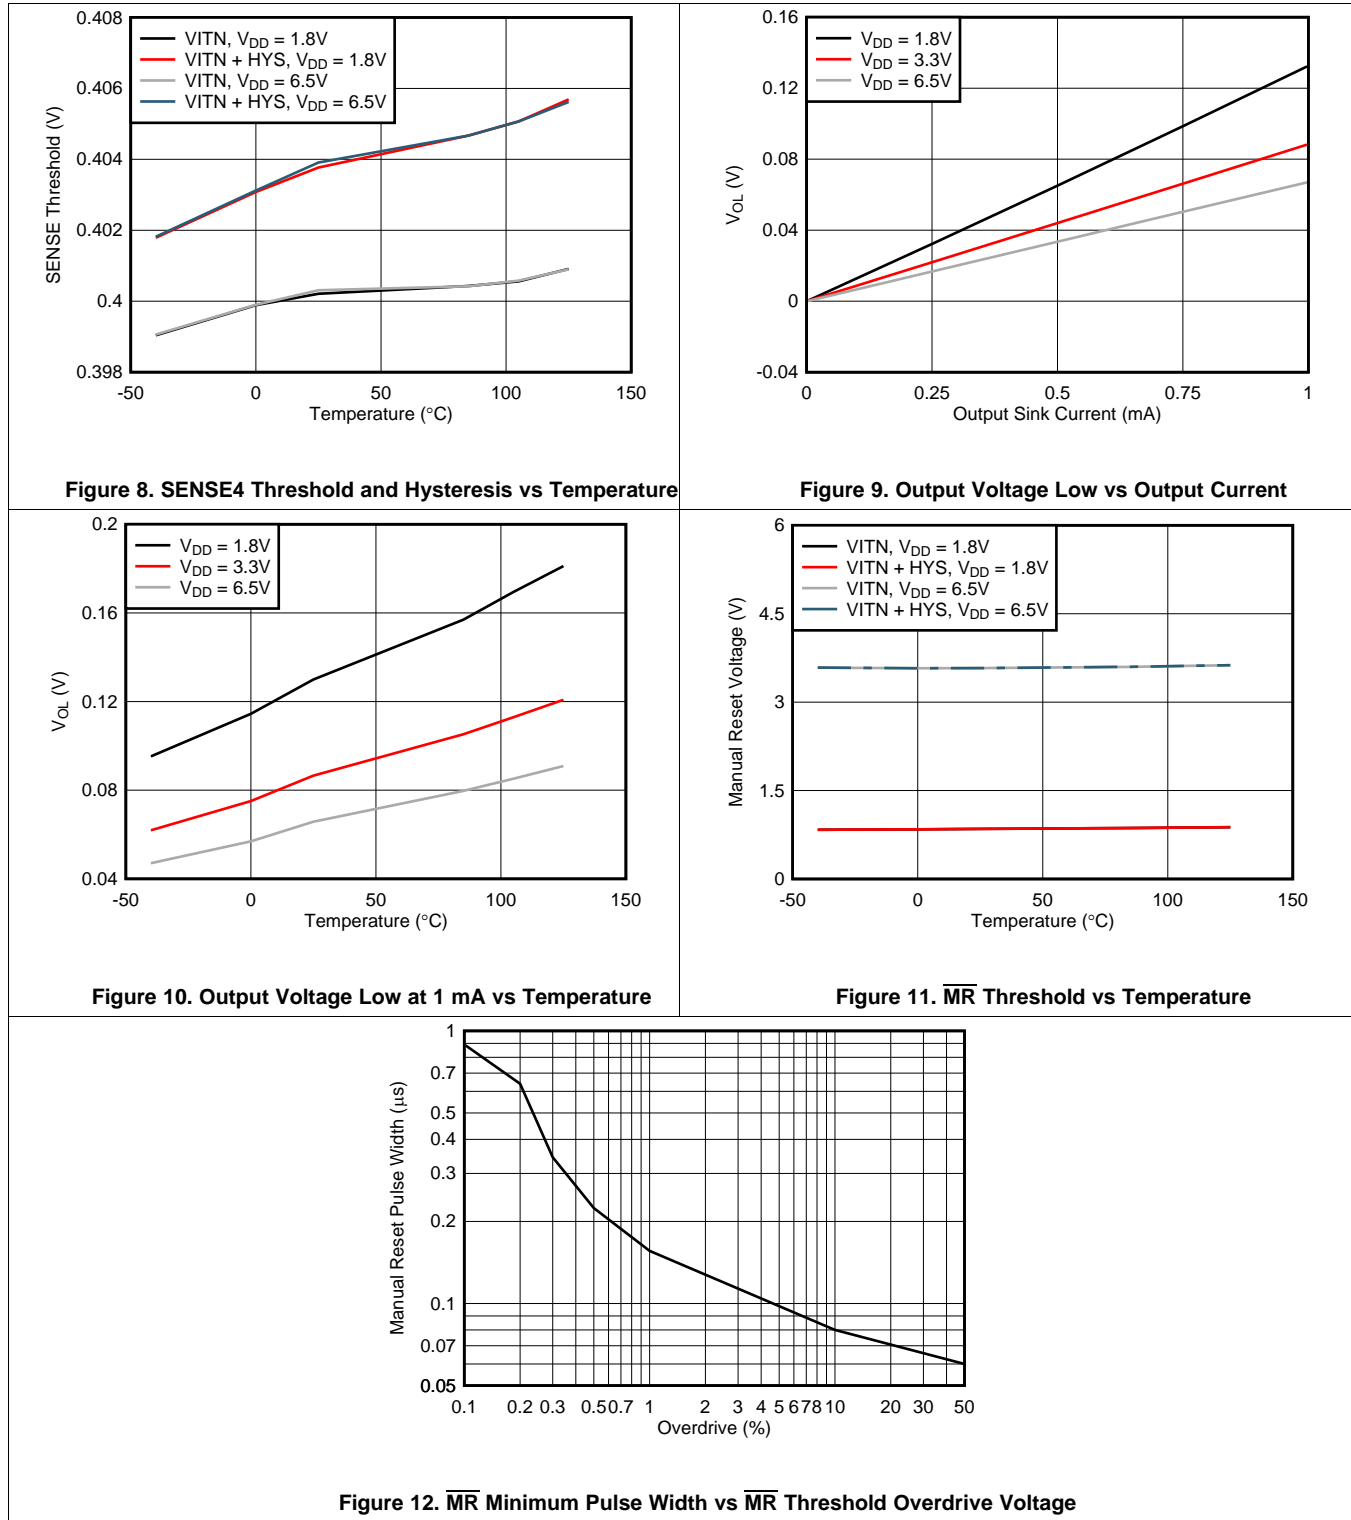 0.408
0.406
0.404
0.402
0.4
0.398
SENSE Threshold (V)
VITN, VDD = 1.8V
VITN + HYS, VDD = 1.8V
VITN, VDD = 6.5V
VITN + HYS, VDD = 6.5V
-50 0 50 100 150
Temperature (°C)
Figure 8. SENSE4 Threshold and Hysteresis vs Temperature
0.16
0.12
0.08
0.04
0
-0.04
VOL (V)
VDD = 1.8V
VDD = 3.3V
VDD = 6.5V
0 0.25 0.5 0.75 1
Output Sink Current (mA)
Figure 9. Output Voltage Low vs Output Current
0.2
0.16
0.12
0.08
0.04
VOL (V)
VDD = 1.8V
VDD = 3.3V
VDD = 6.5V
-50 0 50 100 150
Temperature (°C)
Figure 10. Output Voltage Low at 1 mA vs Temperature
6
4.5
3
1.5
0
Manual Reset Voltage (V)
VITN, VDD = 1.8V
VITN + HYS, VDD = 1.8V
VITN, VDD = 6.5V
VITN + HYS, VDD = 6.5V
-50 0 50 100 150
Temperature (°C)
Figure 11. MR Threshold vs Temperature
1
0.7
0.5
0.4
0.3
0.2
0.1
0.07
0.05
Manual Reset Pulse Width (μs)
0.1 0.2 0.3 0.5 0.7 1 2 3 4 5 6 7 8 10 20 30 50
Overdrive (%)
Figure 12. MR Minimum Pulse Width vs MR Threshold Overdrive Voltage